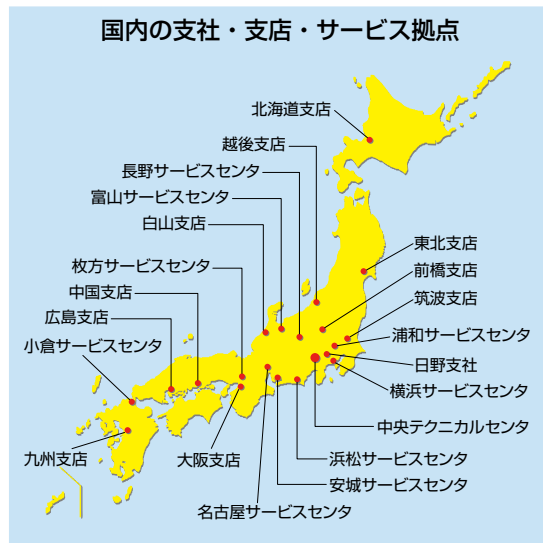 国内の支社・支店・サービス拠点
北海道支店
越後支店
長野サービスセンタ
富山サービスセンタ
白山支店
枚方サービスセンタ
中国支店
広島支店
小倉サービスセンタ
東北支店
前橋支店
筑波支店
浦和サービスセンタ
日野支社
横浜サービスセンタ
中央テクニカルセンタ
九州支店
大阪支店
浜松サービスセンタ
安城サービスセンタ
名古屋サービスセンタ